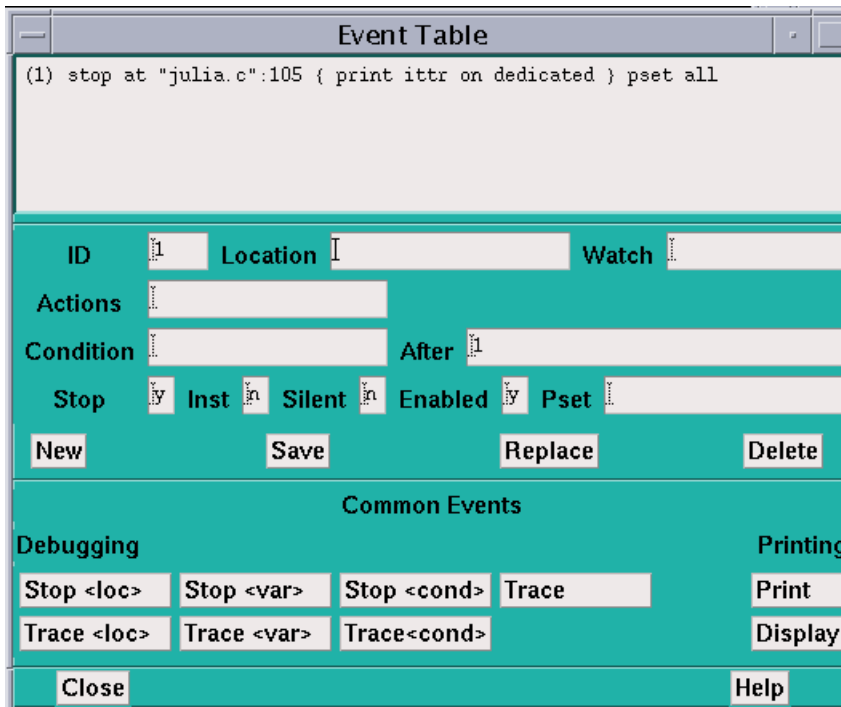 Event Table
(1) stop at "julia.c":105 { print ittr on dedicated } pset all
ID 1 Location Watch
Actions
Condition After 1
Stop y Inst n Silent n Enabled y Pset
New Save Replace Delete
Common Events
Debugging Printing
Stop <loc> Stop <var> Stop <cond> Trace Print
Trace <loc> Trace <var> Trace<cond> Display
Close Help